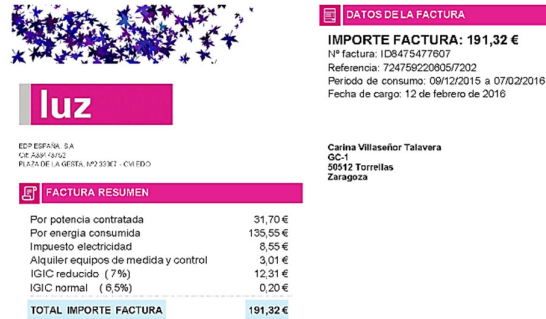 luz
EDP ESPAÑA, S.A
PLAZA DE LA GESTA, Nº2 33007 - OVIEDO
FACTURA RESUMEN
Por potencia contratada 31,70 €
Por energia consumida 135,55 €
Impuesto electricidad 8,55 €
Alquiler equipos de medida y control 3,01 €
IGIC reducido ( 7%) 12,31 €
IGIC normal ( 6,5%) 0,20 €
TOTAL IMPORTE FACTURA 191,32 €
DATOS DE LA FACTURA
IMPORTE FACTURA: 191,32 €
Nº factura: ID8475477607
Referencia: 724759220605/7202
Periodo de consumo: 09/12/2015 a 07/02/2016
Fecha de cargo: 12 de febrero de 2016
Carina Villaseñor Talavera
GC-1
50512 Torrellas
Zaragoza